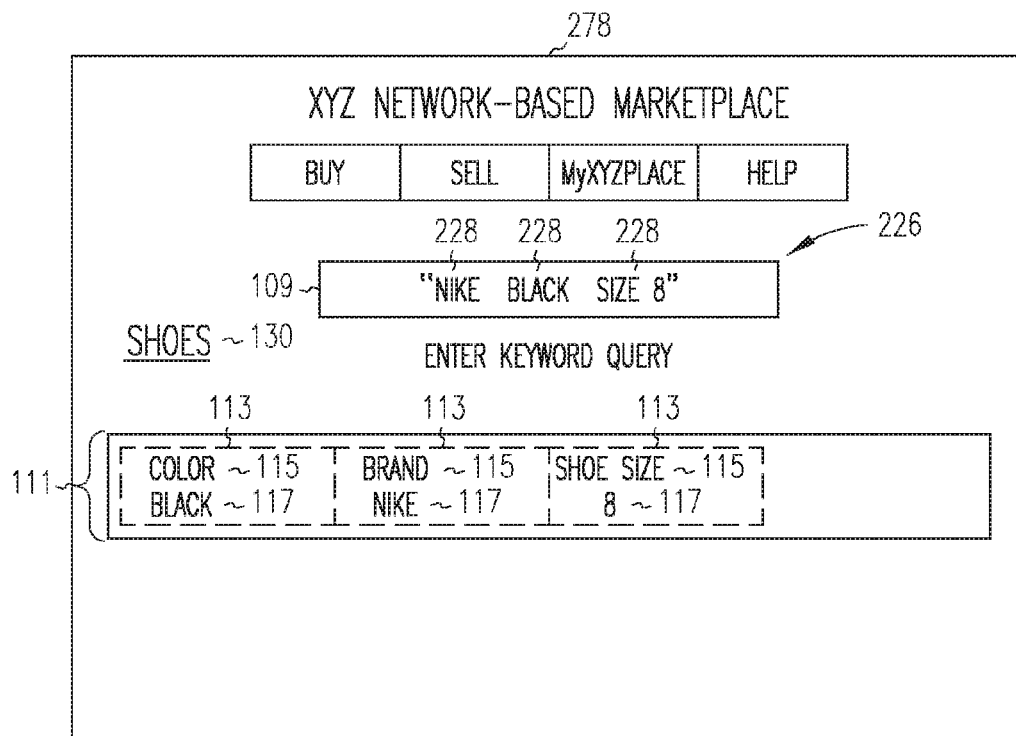 278
XYZ NETWORK-BASED MARKETPLACE
BUY SELL MyXYZPLACE HELP
228 228 228 226
109 "NIKE BLACK SIZE 8"
SHOES ~130
ENTER KEYWORD QUERY
113 113 113
COLOR ~115 BRAND ~115 SHOE SIZE ~115
111
BLACK ~117 NIKE ~117 8 ~117